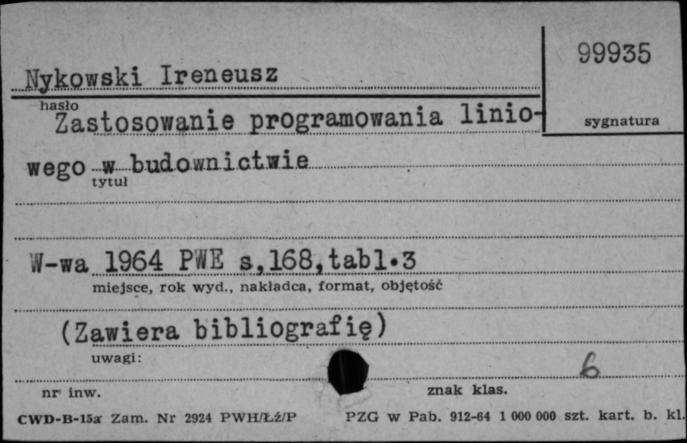 99935
Nykowski Ireneusz
hasło
Zastosowanie programowania linio-
sygnatura
wego w budownictwie
tytuł
W-wa 1964 PWE s,168,tabl.3
miejsce, rok wyd., nakładca, format, objętość
(Zawiera bibliografię)
uwagi:
6
nr inw.
znak klas.
CWD-B-15a Zam. Nr 2924 PWH/Łź/P PZG w Pab. 912-64 1 000 000 szt. kart. b. kl.